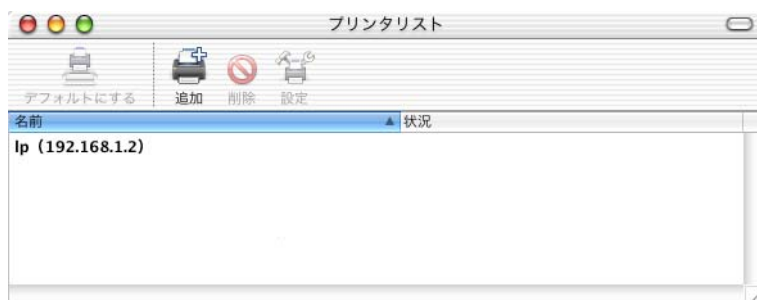 プリンタリスト
デフォルトにする 追加 削除 設定
名前 状況
lp（192.168.1.2）